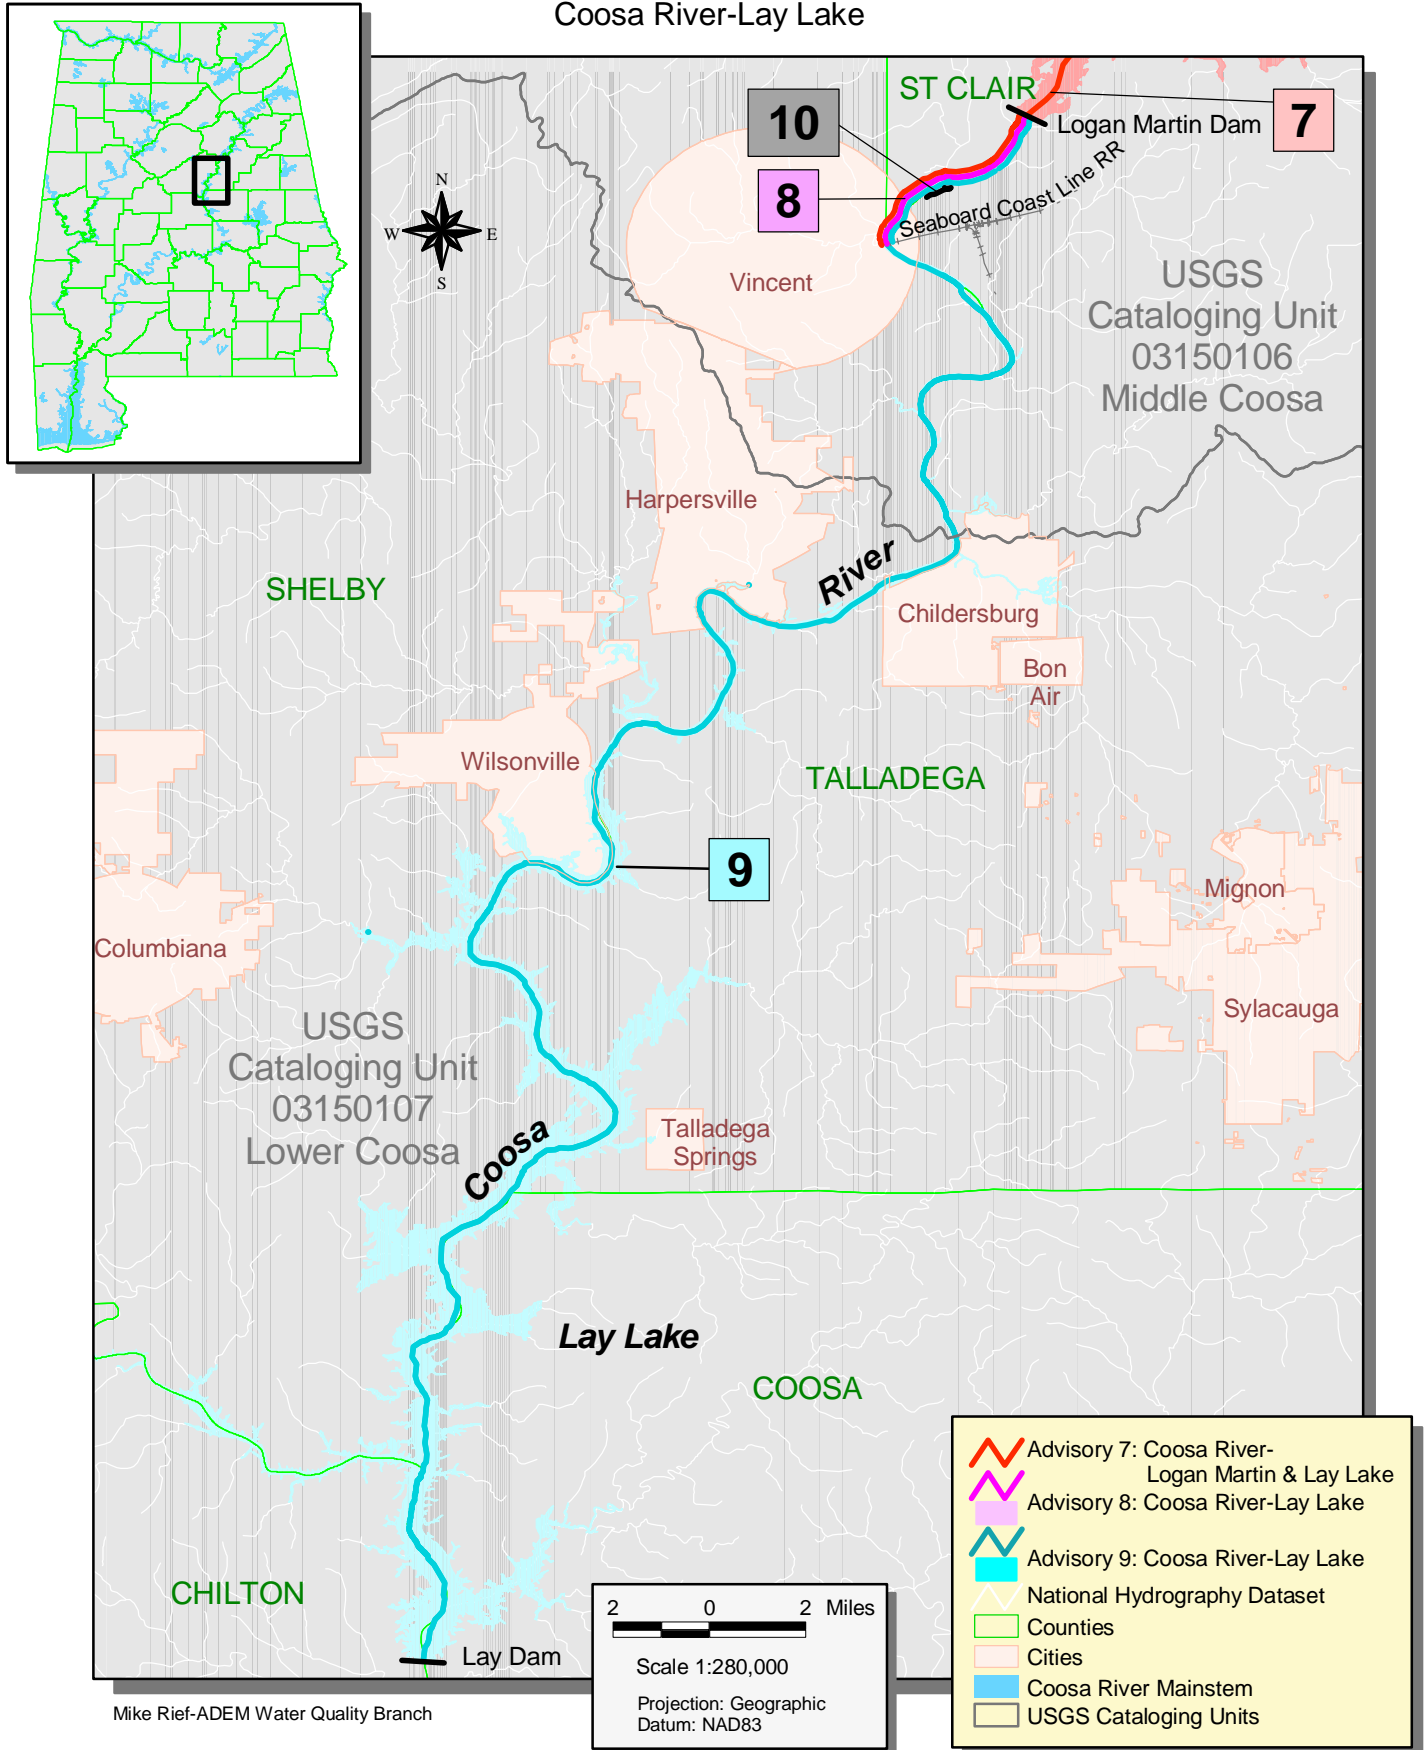 Coosa River-Lay Lake
ST CLAIR
10
7
Logan Martin Dam
8
Seaboard Coast Line RR
N
W
E
S
Vincent
USGS
Cataloging Unit
03150106
Middle Coosa
Harpersville
River
SHELBY
Childersburg
Bon
Air
Wilsonville
TALLADEGA
9
Mignon
Columbiana
Sylacauga
USGS
Cataloging Unit
03150107
Lower Coosa
Coosa
Talladega
Springs
Lay Lake
COOSA
CHILTON
Lay Dam
2 0 2 Miles
Scale 1:280,000
Projection: Geographic
Datum: NAD83
Advisory 7: Coosa River-
Logan Martin & Lay Lake
Advisory 8: Coosa River-Lay Lake
Advisory 9: Coosa River-Lay Lake
National Hydrography Dataset
Counties
Cities
Coosa River Mainstem
USGS Cataloging Units
Mike Rief-ADEM Water Quality Branch